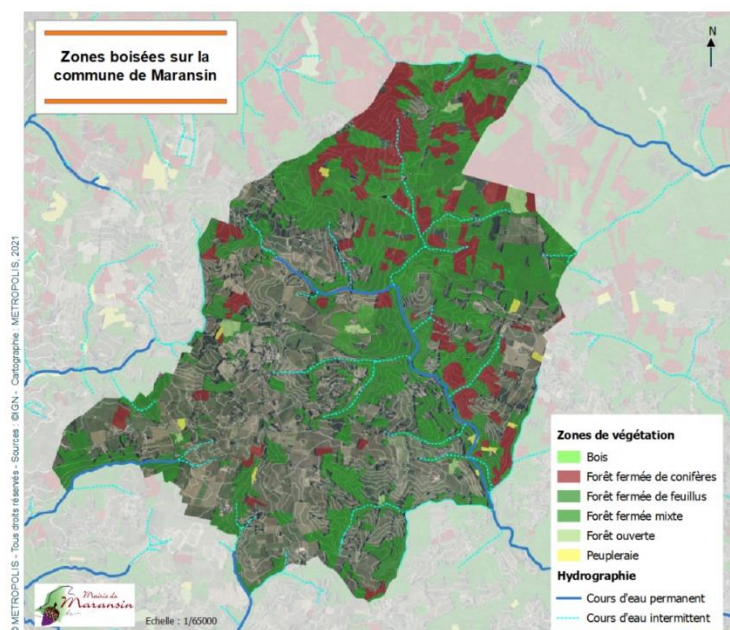 Zones boisées sur la
commune de Maransin
N
© METROPOLIS - Tous droits réservés - Sources : ©IGN - Cartographie : METROPOLIS, 2021
Zones de végétation
Bois
Forêt fermée de conifères
Forêt fermée de feuillus
Forêt fermée mixte
Forêt ouverte
Peupleraie
Hydrographie
Cours d'eau permanent
Cours d'eau intermittent
Mairie de
Maransin
Echelle : 1/65000